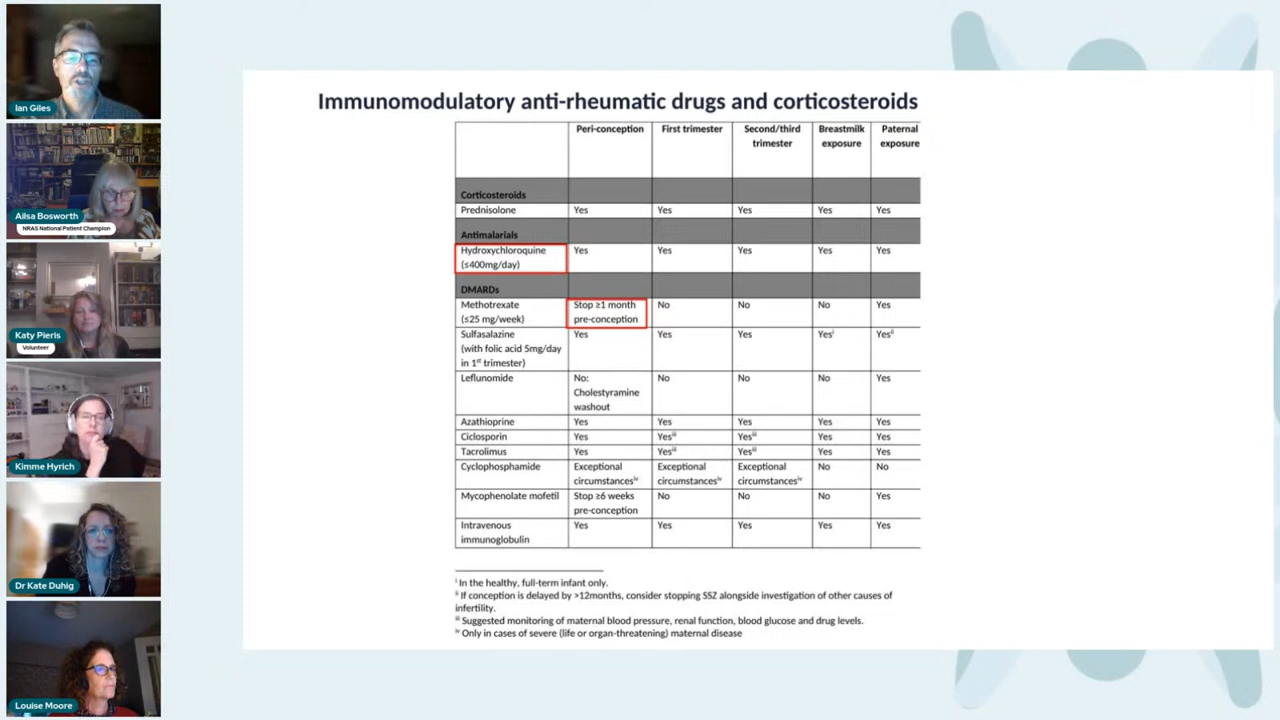 Ian Giles
Ailsa Bosworth
NRAS National Patient Champion
Katy Pieris
Volunteer
Kimme Hyrich
Dr Kate Duhig
Louise Moore
Immunomodulatory anti-rheumatic drugs and corticosteroids
Peri-conception First trimester Second/third Breastmilk Paternal
trimester exposure exposure
Corticosteroids
Prednisolone Yes Yes Yes Yes Yes
Antimalarials
Hydroxychloroquine Yes Yes Yes Yes Yes
(≤400mg/day)
DMARDs
Methotrexate Stop ≥1 month No No No Yes
(≤25 mg/week) pre-conception
Sulfasalazine Yes Yes Yes Yesⁱ Yesⁱⁱ
(with folic acid 5mg/day
in 1st trimester)
Leflunomide No: No No No Yes
Cholestyramine
washout
Azathioprine Yes Yes Yes Yes Yes
Ciclosporin Yes Yesⁱⁱⁱ Yesⁱⁱⁱ Yes Yes
Tacrolimus Yes Yesⁱⁱⁱ Yesⁱⁱⁱ Yes Yes
Cyclophosphamide Exceptional Exceptional Exceptional No No
circumstancesⁱᵛ circumstancesⁱᵛ circumstancesⁱᵛ
Mycophenolate mofetil Stop ≥6 weeks No No No Yes
pre-conception
Intravenous Yes Yes Yes Yes Yes
immunoglobulin
ⁱ In the healthy, full-term infant only.
ⁱⁱ If conception is delayed by >12months, consider stopping SSZ alongside investigation of other causes of
infertility.
ⁱⁱⁱ Suggested monitoring of maternal blood pressure, renal function, blood glucose and drug levels.
ⁱᵛ Only in cases of severe (life or organ-threatening) maternal disease